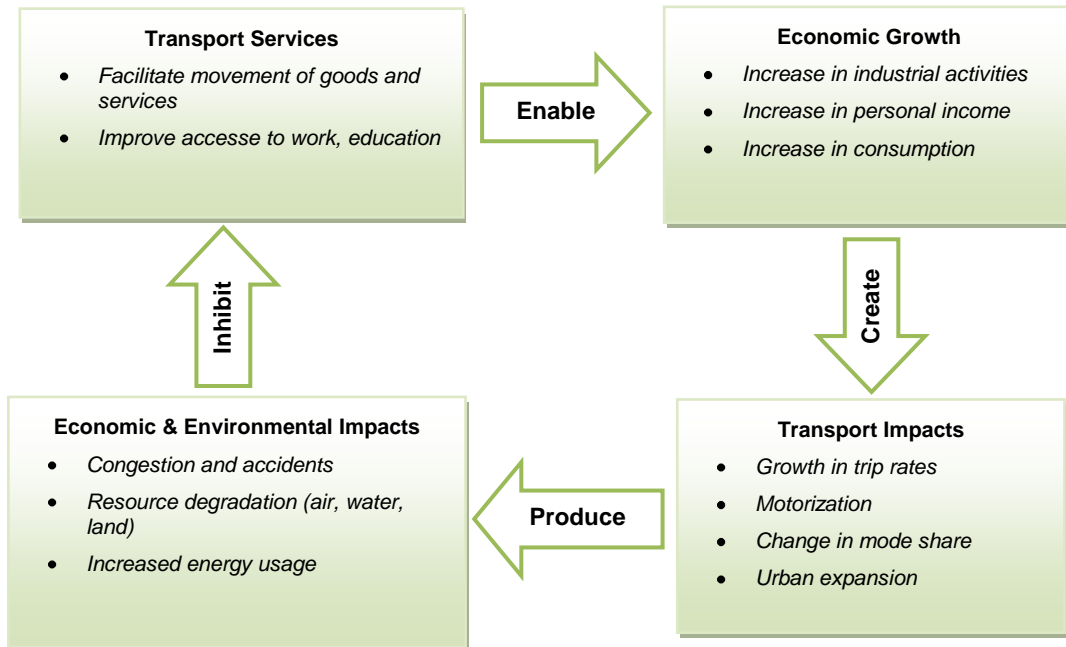 Transport Services
• Facilitate movement of goods and
services
• Improve accesse to work, education
Enable
Economic Growth
• Increase in industrial activities
• Increase in personal income
• Increase in consumption
Create
Transport Impacts
• Growth in trip rates
• Motorization
• Change in mode share
• Urban expansion
Produce
Economic & Environmental Impacts
• Congestion and accidents
• Resource degradation (air, water,
land)
• Increased energy usage
Inhibit